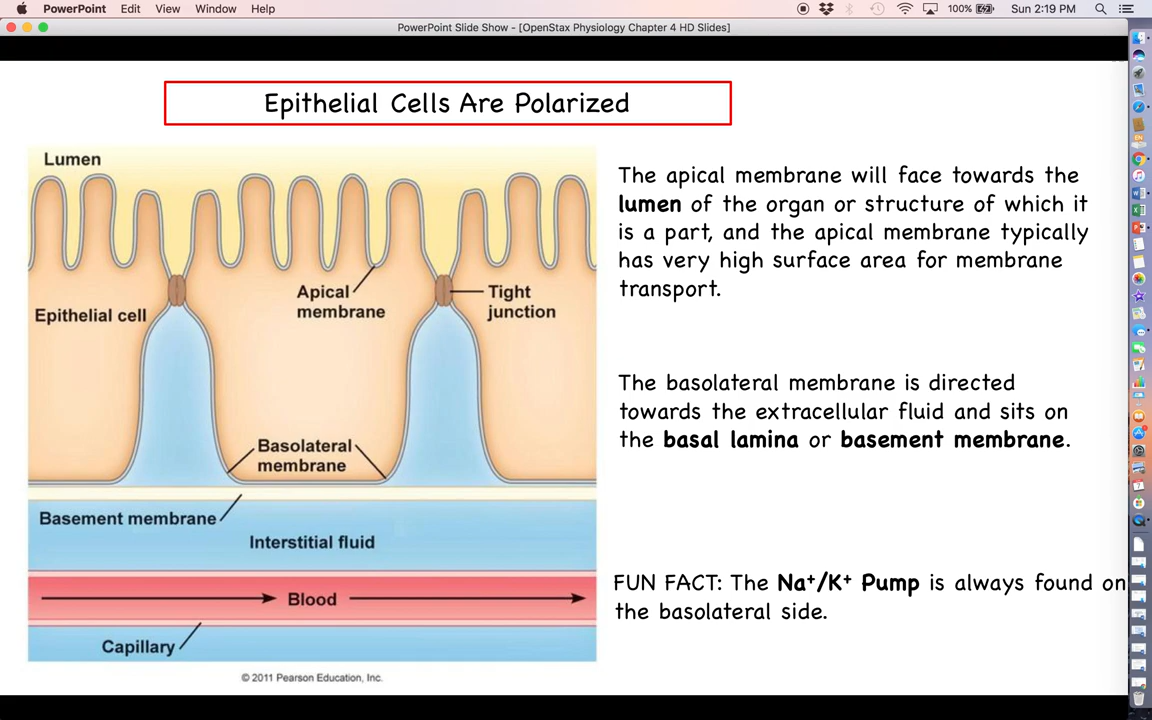 PowerPoint Edit View Window Help 100% Sun 2:19 PM
PowerPoint Slide Show - [OpenStax Physiology Chapter 4 HD Slides]
Epithelial Cells Are Polarized
Lumen
Apical
membrane
Tight
junction
Epithelial cell
Basolateral
membrane
Basement membrane
Interstitial fluid
Blood
Capillary
© 2011 Pearson Education, Inc.
The apical membrane will face towards the
lumen of the organ or structure of which it
is a part, and the apical membrane typically
has very high surface area for membrane
transport.
The basolateral membrane is directed
towards the extracellular fluid and sits on
the basal lamina or basement membrane.
FUN FACT: The Na⁺/K⁺ Pump is always found on
the basolateral side.